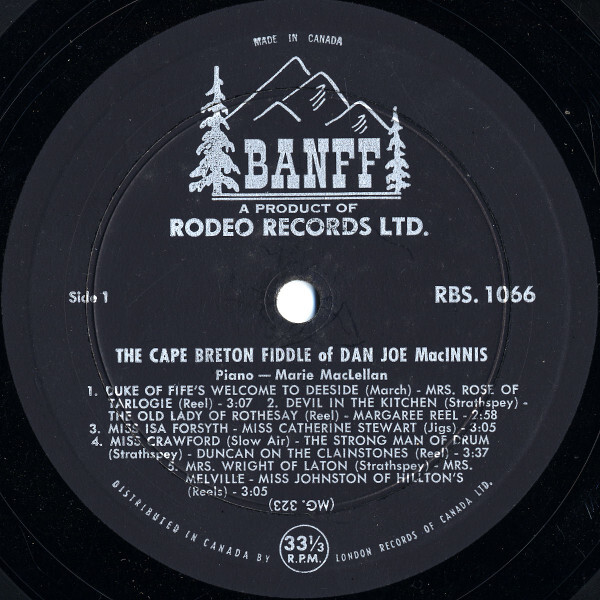 MADE IN CANADA
BANFF
A PRODUCT OF
RODEO RECORDS LTD.
Side 1
RBS. 1066
THE CAPE BRETON FIDDLE of DAN JOE MacINNIS
Piano — Marie MacLellan
1. DUKE OF FIFE'S WELCOME TO DEESIDE (March) - MRS. ROSE OF
TARLOGIE (Reel) - 3:07 2. DEVIL IN THE KITCHEN (Strathspey) -
THE OLD LADY OF ROTHESAY (Reel) - MARGAREE REEL - 2:58
3. MISS ISA FORSYTH - MISS CATHERINE STEWART (Jigs) - 3:05
4. MISS CRAWFORD (Slow Air) - THE STRONG MAN OF DRUM
(Strathspey) - DUNCAN ON THE CLAINSTONES (Reel) - 3:37
5. MRS. WRIGHT OF LATON (Strathspey) - MRS.
MELVILLE - MISS JOHNSTON OF HILLTON'S
(Reels) - 3:05
(MG. 323)
DISTRIBUTED IN CANADA BY LONDON RECORDS OF CANADA LTD.
33⅓
R.P.M.